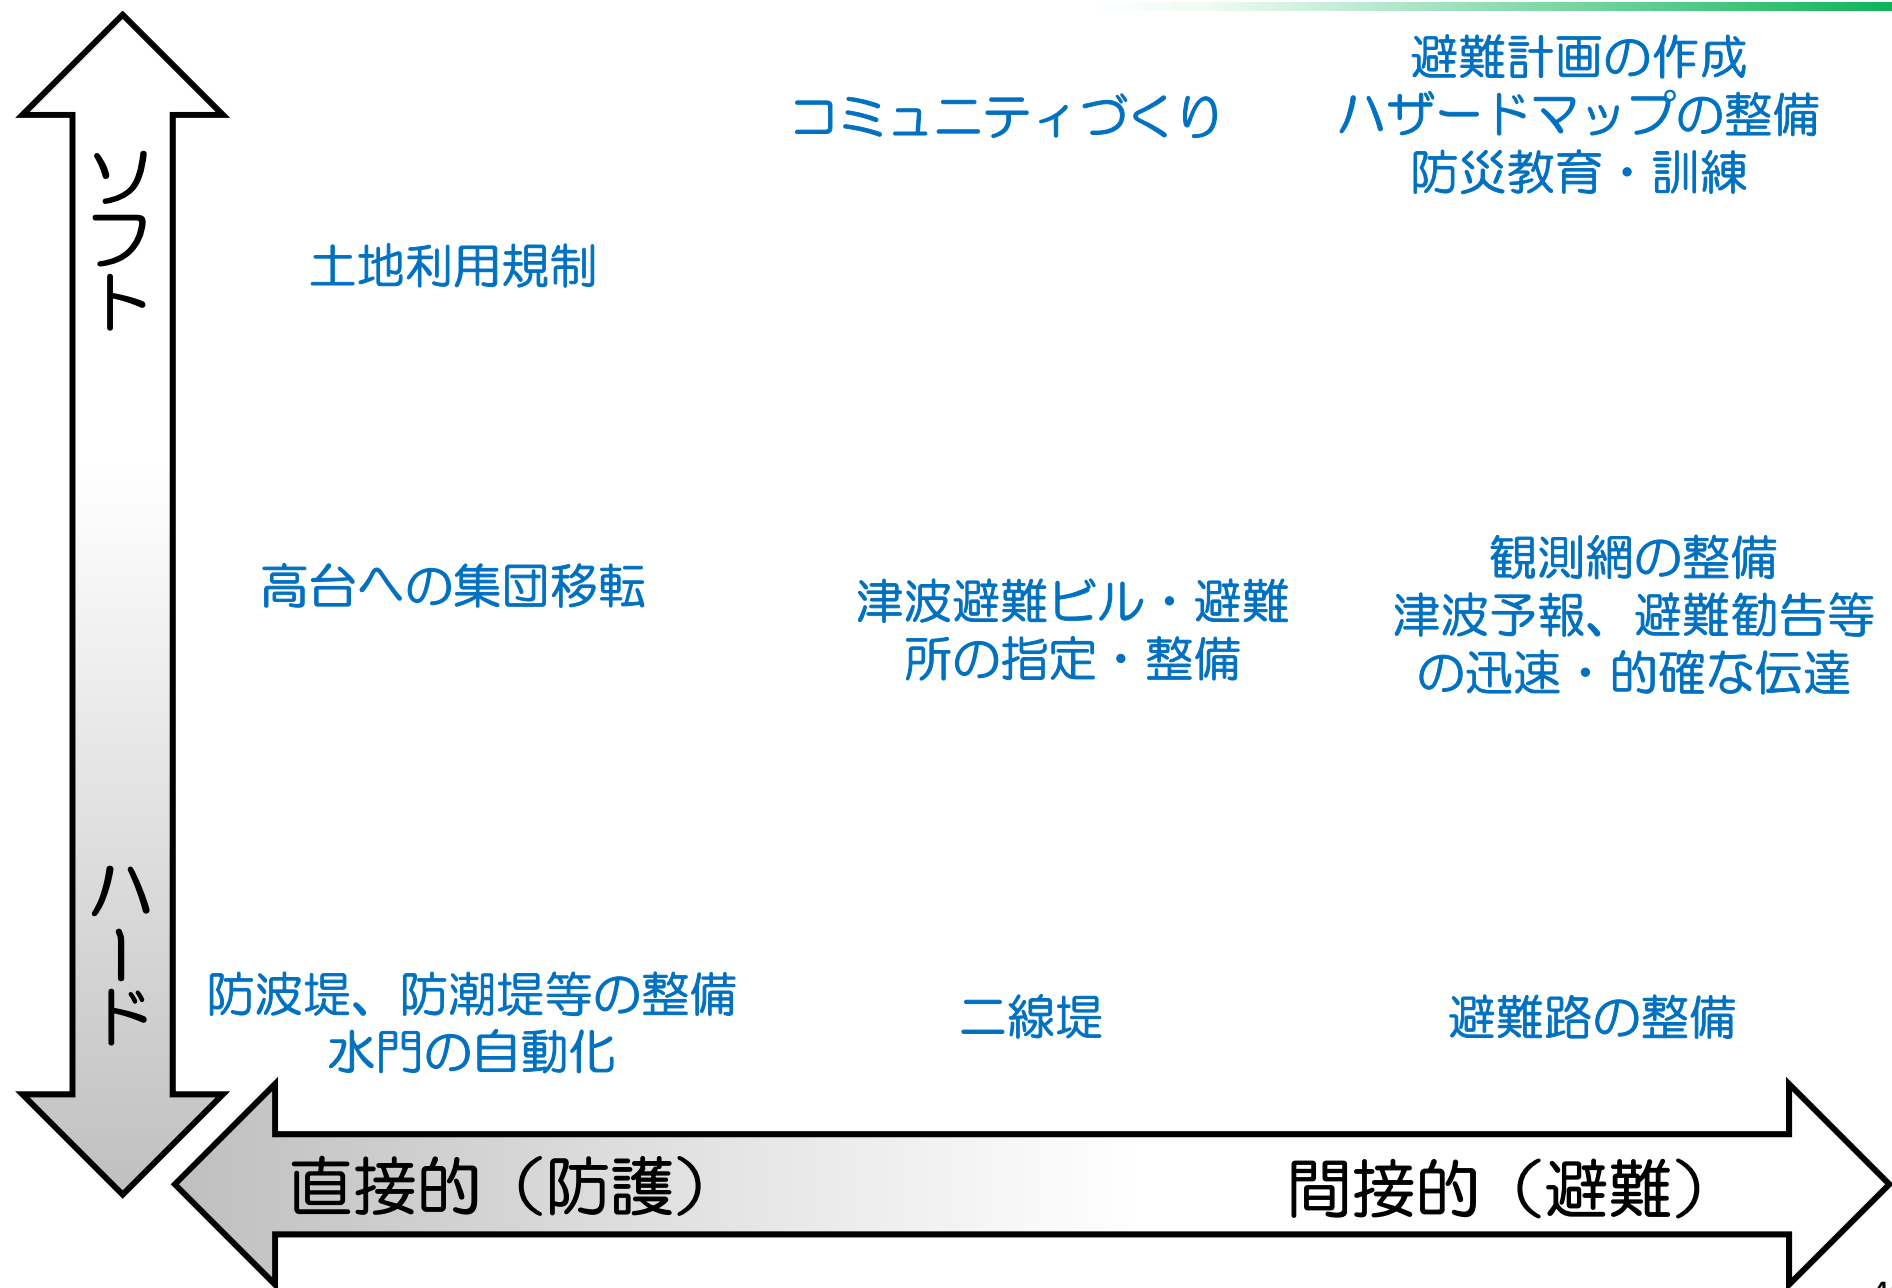 避難計画の作成
コミュニティづくり
ハザードマップの整備
防災教育・訓練
ソフト
土地利用規制
高台への集団移転
津波避難ビル・避難
所の指定・整備
観測網の整備
津波予報、避難勧告等
の迅速・的確な伝達
ハード
防波堤、防潮堤等の整備
水門の自動化
二線堤
避難路の整備
直接的（防護）
間接的（避難）